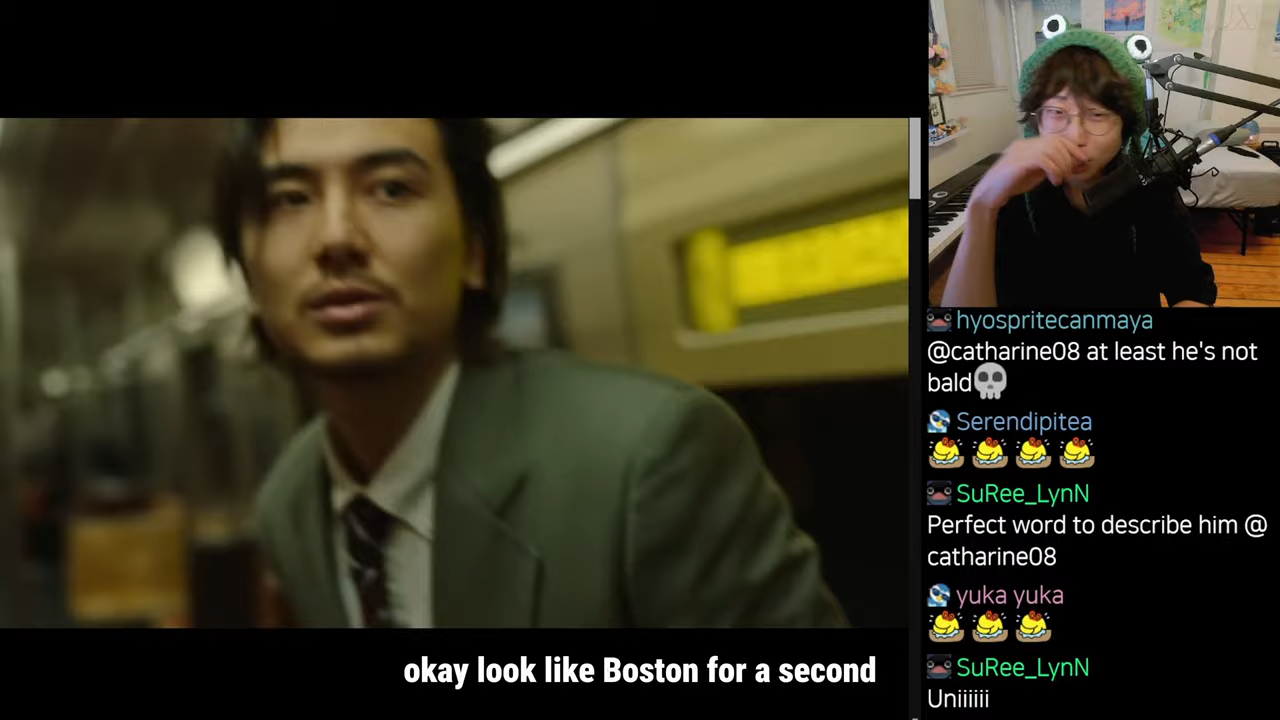 okay look like Boston for a second
hyospritecanmaya
@catharine08 at least he's not
bald💀
Serendipitea
SuRee_LynN
Perfect word to describe him @
catharine08
yuka yuka
SuRee_LynN
Uniiiiii